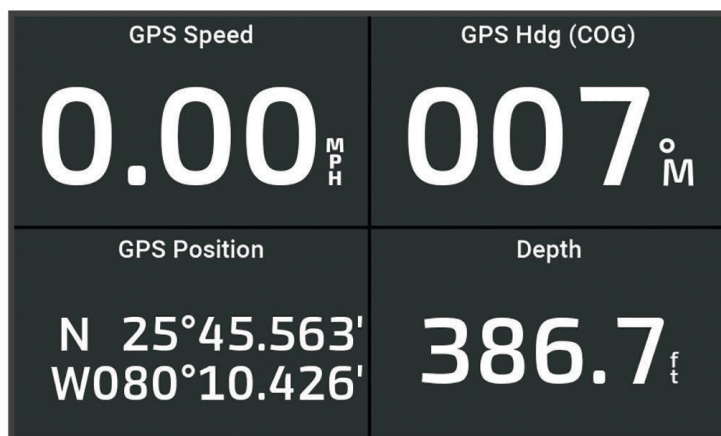 GPS Speed
0.00 MPH
GPS Hdg (COG)
007°M
GPS Position
N 25°45.563'
W080°10.426'
Depth
386.7 ft